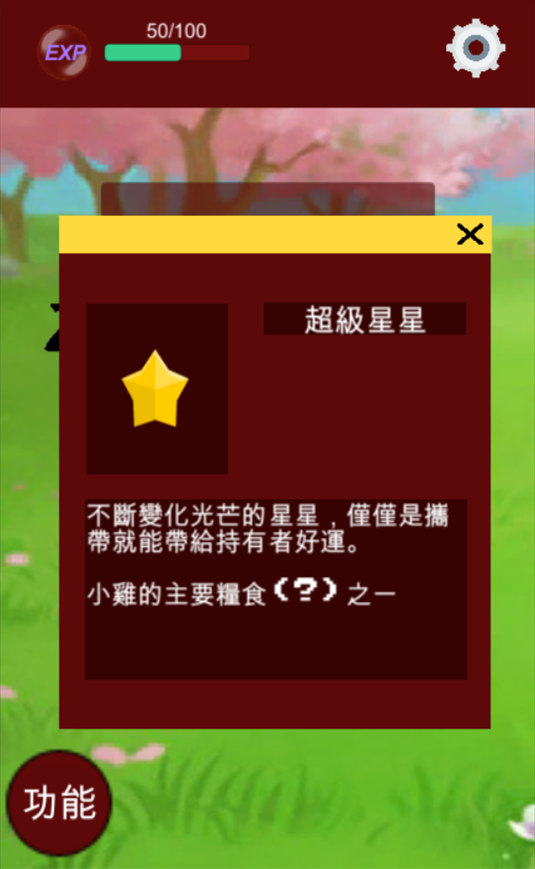 50/100
EXP
超級星星
不斷變化光芒的星星，僅僅是攜
帶就能帶給持有者好運。
小雞的主要糧食(?)之一
功能